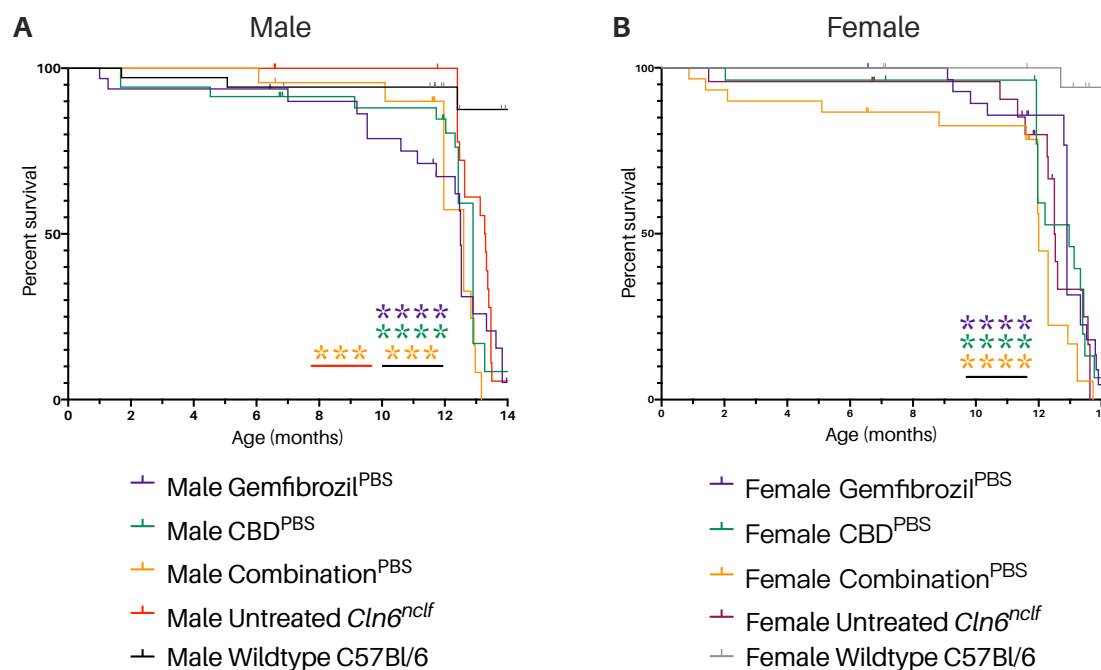 A Male
B Female
100
50
0
Percent survival
****
****
*** ***
0 2 4 6 8 10 12 14
Age (months)
Male Gemfibrozil^PBS
Male CBD^PBS
Male Combination^PBS
Male Untreated Cln6^nclf
Male Wildtype C57Bl/6
100
50
0
Percent survival
****
****
****
0 2 4 6 8 10 12 14
Age (months)
Female Gemfibrozil^PBS
Female CBD^PBS
Female Combination^PBS
Female Untreated Cln6^nclf
Female Wildtype C57Bl/6